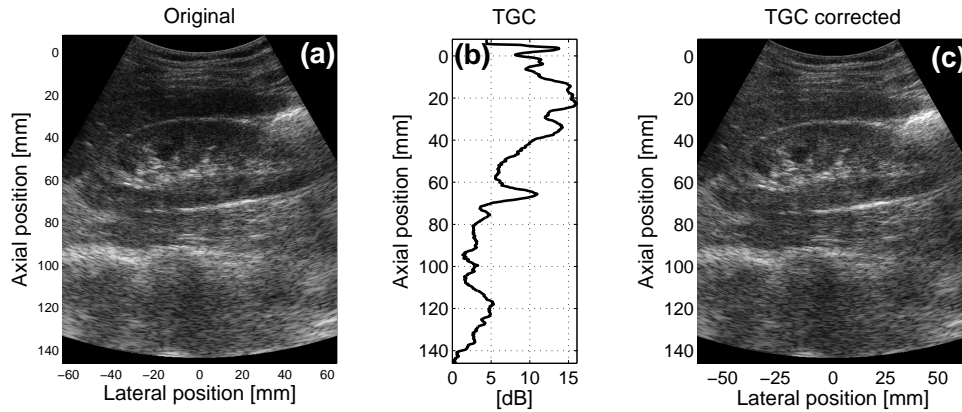 Original
(a)
Axial position [mm]
0
20
40
60
80
100
120
140
−60 −40 −20 0 20 40 60
Lateral position [mm]
TGC
(b)
Axial position [mm]
0
20
40
60
80
100
120
140
0 5 10 15
[dB]
TGC corrected
(c)
Axial position [mm]
0
20
40
60
80
100
120
140
−50 −25 0 25 50
Lateral position [mm]